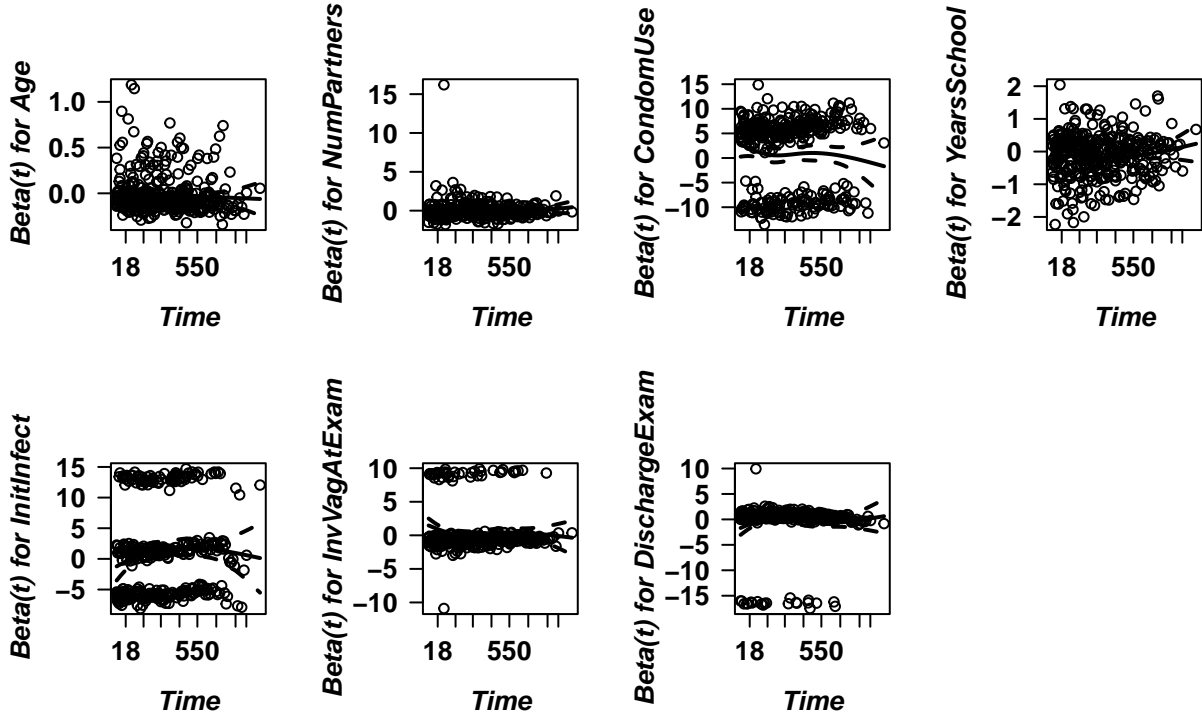 Beta(t) for Age
1.0
0.5
0.0
18 550
Time
Beta(t) for NumPartners
15
10
5
0
18 550
Time
Beta(t) for CondomUse
15
10
5
0
−5
−10
18 550
Time
Beta(t) for YearsSchool
2
1
0
−1
−2
18 550
Time
Beta(t) for InitInfect
15
10
5
0
−5
18 550
Time
Beta(t) for InvVagAtExam
10
5
0
−5
−10
18 550
Time
Beta(t) for DischargeExam
10
5
0
−5
−15
18 550
Time